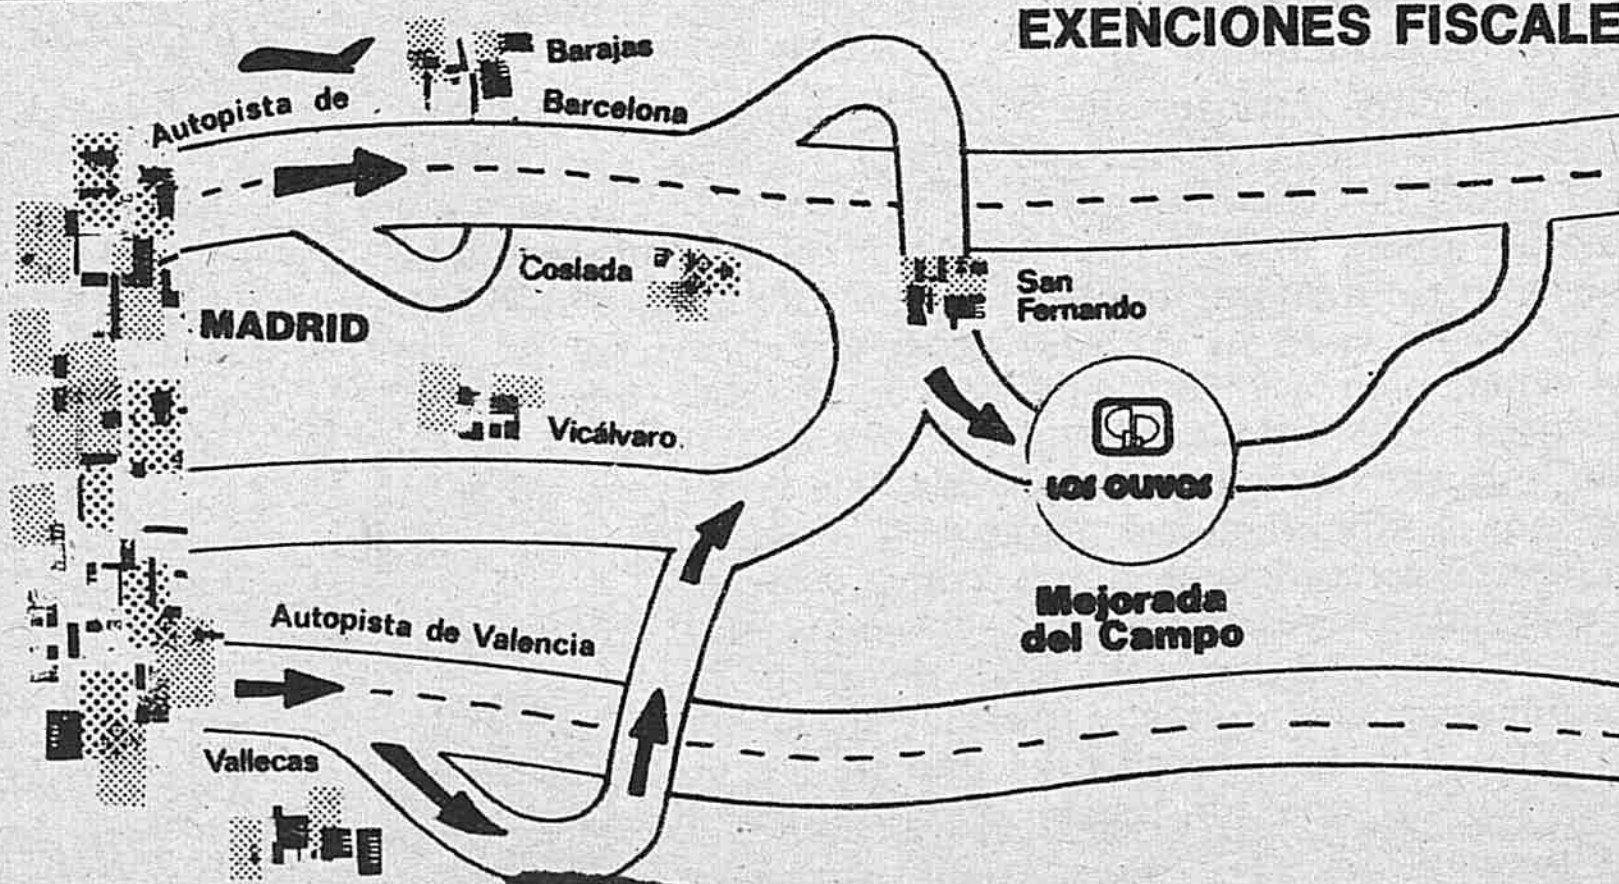 EXENCIONES FISCALE
Barajas
Autopista de Barcelona
Coslada
San
Fernando
MADRID
Vicálvaro
LOS OLIVOS
Mejorada
del Campo
Autopista de Valencia
Vallecas